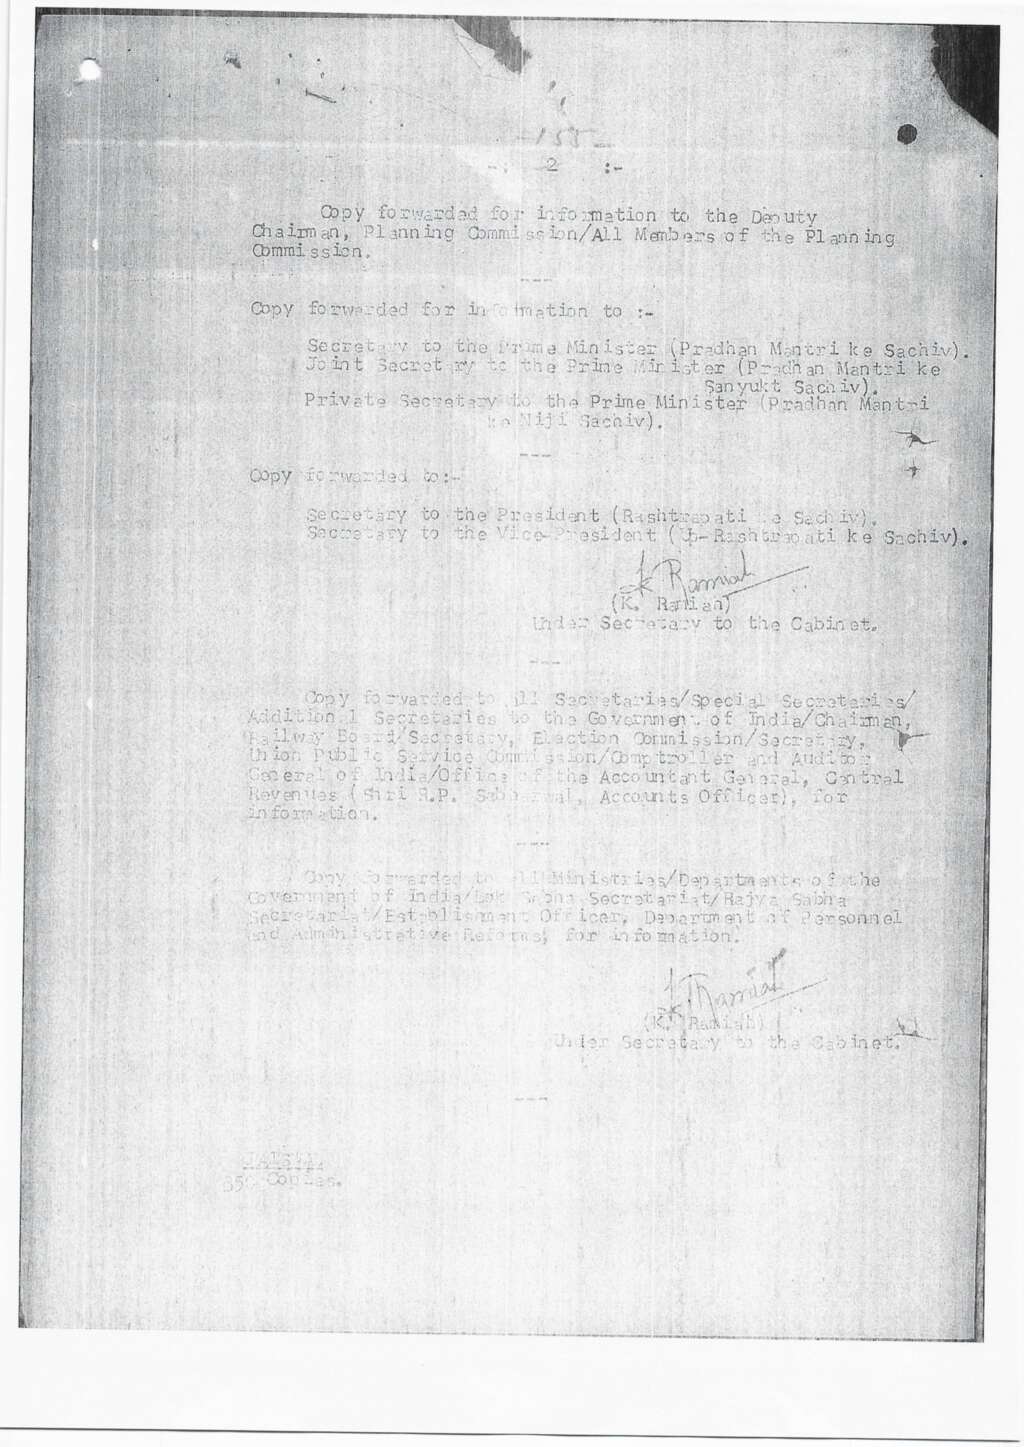 -155-
-: 2 :-
Copy forwarded for information to the Deputy
Chairman, Planning Commission/All Members of the Planning
Commission.
---
Copy forwarded for information to :-
Secretary to the Prime Minister (Pradhan Mantri ke Sachiv).
Joint Secretary to the Prime Minister (Pradhan Mantri ke
Sanyukt Sachiv).
Private Secretary to the Prime Minister (Pradhan Mantri
ke Niji Sachiv).
---
Copy forwarded to:-
Secretary to the President (Rashtrapati ke Sachiv).
Secretary to the Vice-President (Up-Rashtrapati ke Sachiv).
K Ramiah
(K. Ramiah)
Under Secretary to the Cabinet.
---
Copy forwarded to all Secretaries/Special Secretaries/
Additional Secretaries to the Government of India/Chairman,
Railway Board/Secretary, Election Commission/Secretary,
Union Public Service Commission/Comptroller and Auditor
General of India/Office of the Accountant General, Central
Revenues (Shri S.P. Sabharwal, Accounts Officer), for
information.
---
Copy forwarded to all Ministries/Departments of the
Government of India/Lok Sabha Secretariat/Rajya Sabha
Secretariat/Establishment Officer, Department of Personnel
and Administrative Reforms, for information.
K Ramiah
(K. Ramiah)
Under Secretary to the Cabinet.
---
Copies.